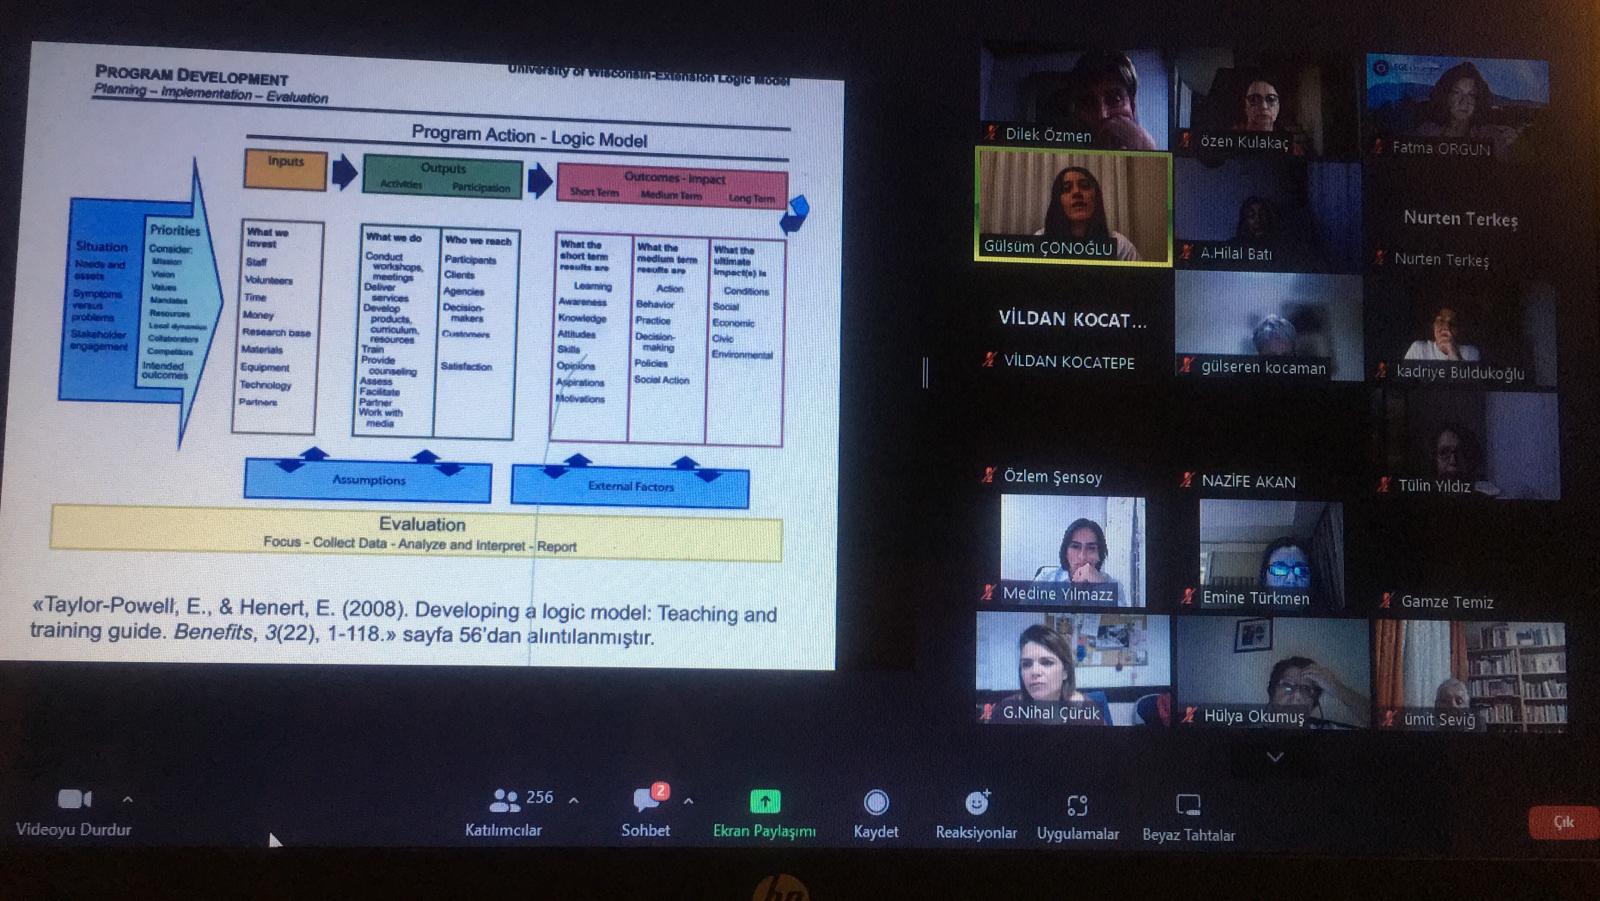 PROGRAM DEVELOPMENT
Planning – Implementation – Evaluation
University of Wisconsin-Extension Logic Model
Program Action - Logic Model
Inputs
Outputs
Activities Participation
Outcomes - Impact
Short Term Medium Term Long Term
Situation
Needs and
assets
Symptoms
versus
problems
Stakeholder
engagement
Priorities
Consider:
Mission
Vision
Values
Mandates
Resources
Local dynamics
Collaborators
Competitors
Intended
outcomes
What we
invest
Staff
Volunteers
Time
Money
Research base
Materials
Equipment
Technology
Partners
What we do
Conduct
workshops,
meetings
Deliver
services
Develop
products,
curriculum,
resources
Train
Provide
counseling
Assess
Facilitate
Partner
Work with
media
Who we reach
Participants
Clients
Agencies
Decision-
makers
Customers
Satisfaction
What the
short term
results are
Learning
Awareness
Knowledge
Attitudes
Skills
Opinions
Aspirations
Motivations
What the
medium term
results are
Action
Behavior
Practice
Decision-
making
Policies
Social Action
What the
ultimate
impact(s) is
Conditions
Social
Economic
Civic
Environmental
Assumptions
External Factors
Evaluation
Focus - Collect Data - Analyze and Interpret - Report
«Taylor-Powell, E., & Henert, E. (2008). Developing a logic model: Teaching and
training guide. Benefits, 3(22), 1-118.» sayfa 56'dan alıntılanmıştır.
Dilek Özmen
özen Kulakaç
Fatma ORGUN
Gülsüm ÇONOĞLU
A.Hilal Batı
Nurten Terkeş
Nurten Terkeş
VİLDAN KOCAT...
VİLDAN KOCATEPE
gülseren kocaman
kadriye Buldukoğlu
Özlem Şensoy
NAZİFE AKAN
Tülin Yıldız
Medine Yılmazz
Emine Türkmen
Gamze Temiz
G.Nihal Çürük
Hülya Okumuş
ümit Seviğ
Videoyu Durdur
256
Katılımcılar
2
Sohbet
Ekran Paylaşımı
Kaydet
Reaksiyonlar
Uygulamalar
Beyaz Tahtalar
Çık
hp